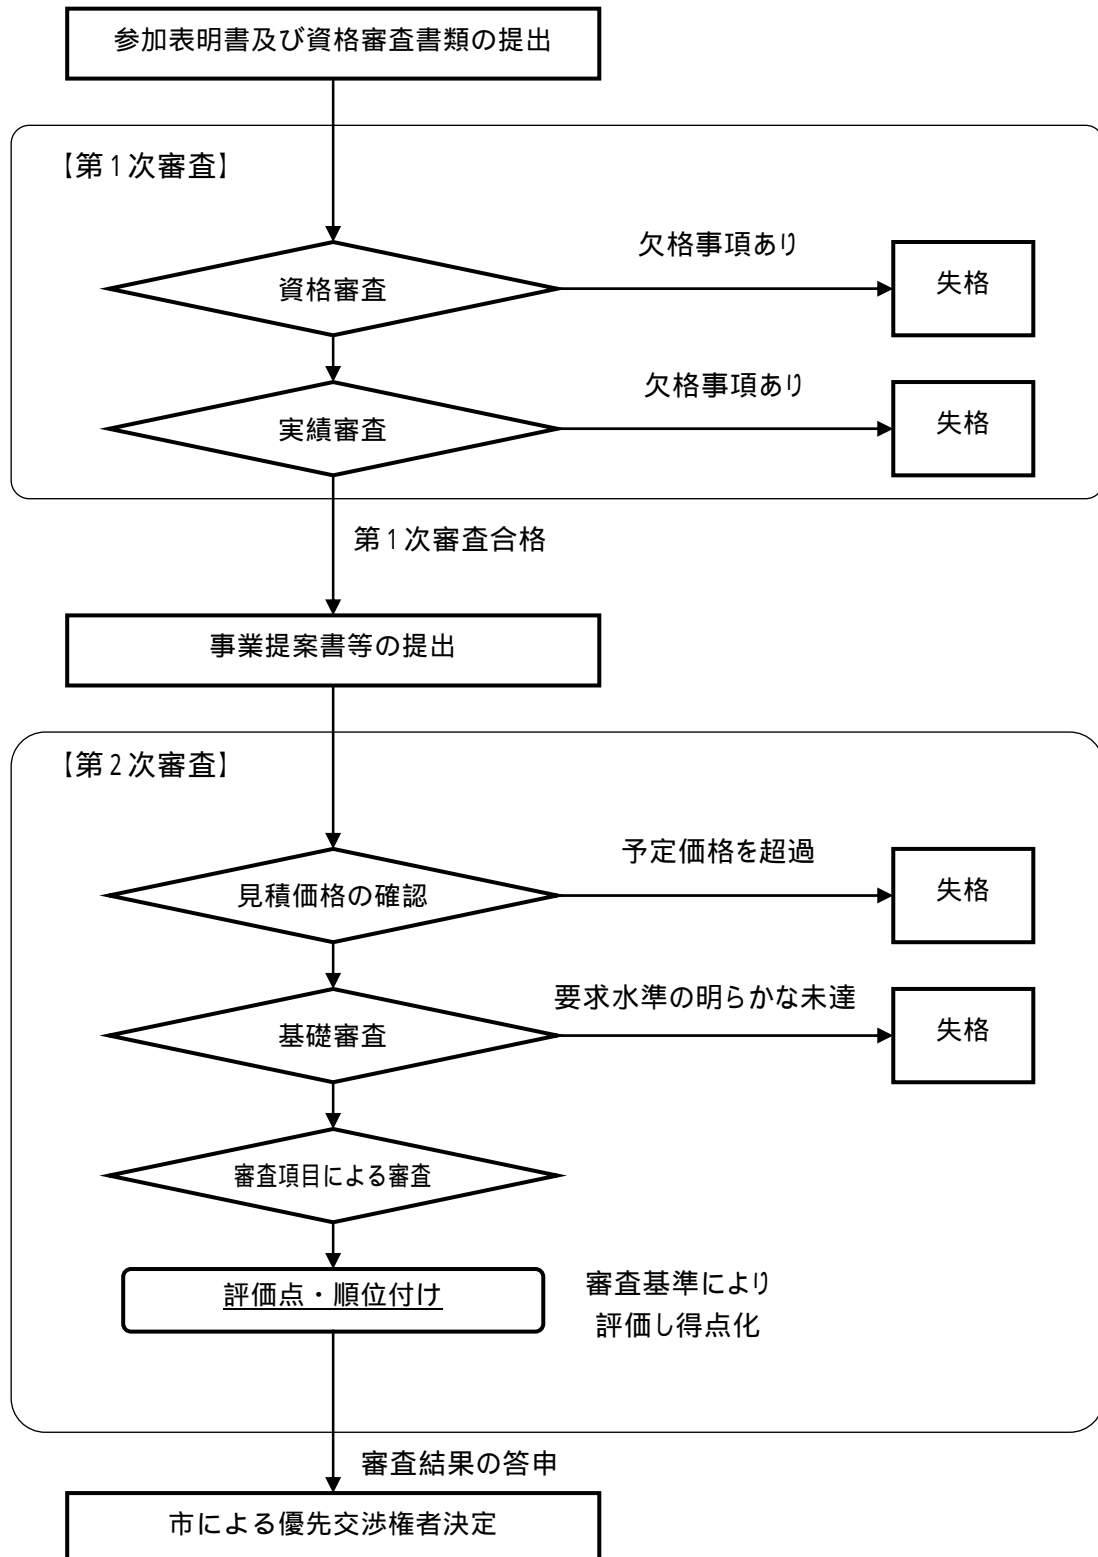 参加表明書及び資格審査書類の提出
【第1次審査】
欠格事項あり
資格審査
失格
欠格事項あり
実績審査
失格
第1次審査合格
事業提案書等の提出
【第2次審査】
予定価格を超過
見積価格の確認
失格
要求水準の明らかな未達
基礎審査
失格
審査項目による審査
評価点・順位付け
審査基準により
評価し得点化
審査結果の答申
市による優先交渉権者決定